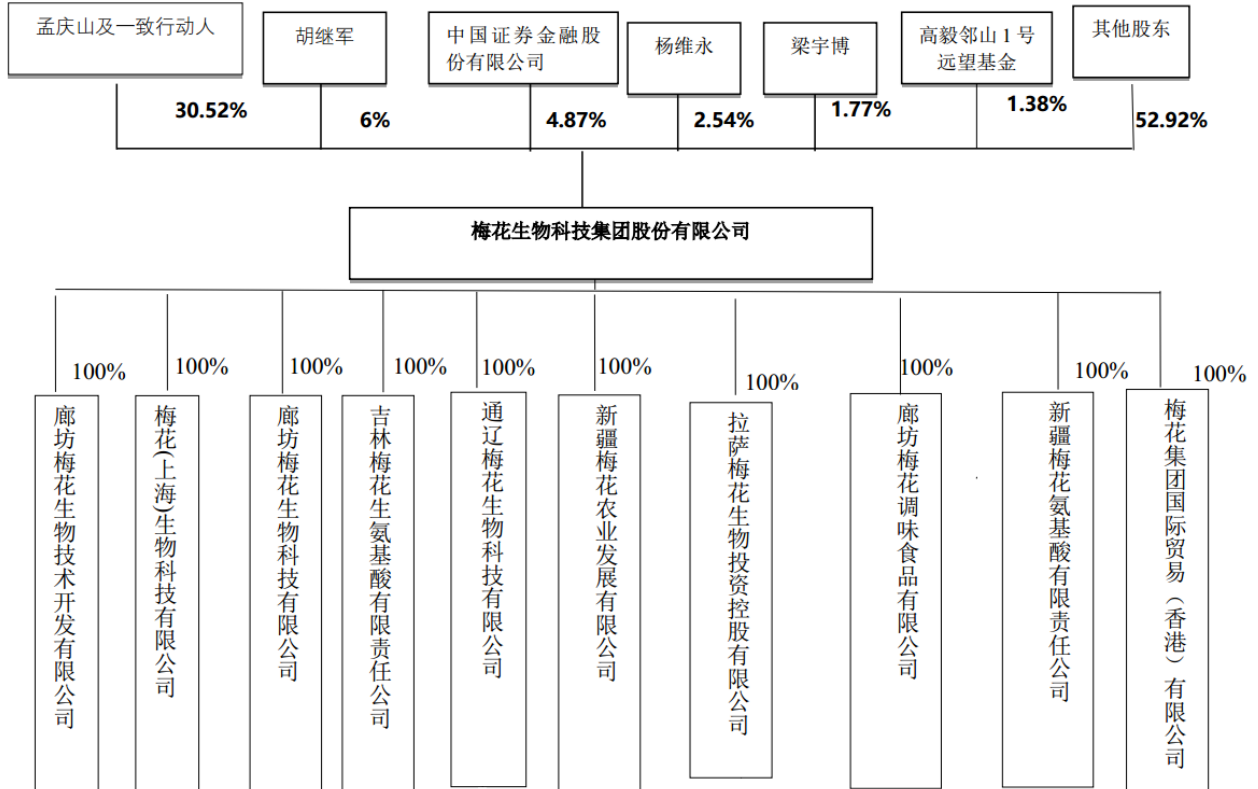 孟庆山及一致行动人
胡继军
中国证券金融股
份有限公司
杨维永
梁宇博
高毅邻山1号
远望基金
其他股东
30.52%
6%
4.87%
2.54%
1.77%
1.38%
52.92%
梅花生物科技集团股份有限公司
100%
100%
100%
100%
100%
100%
100%
100%
100%
100%
廊坊梅花生物技术开发有限公司
梅花(上海)生物科技有限公司
廊坊梅花生物科技有限公司
吉林梅花生氨基酸有限责任公司
通辽梅花生物科技有限公司
新疆梅花农业发展有限公司
拉萨梅花生物投资控股有限公司
廊坊梅花调味食品有限公司
新疆梅花氨基酸有限责任公司
梅花集团国际贸易（香港）有限公司